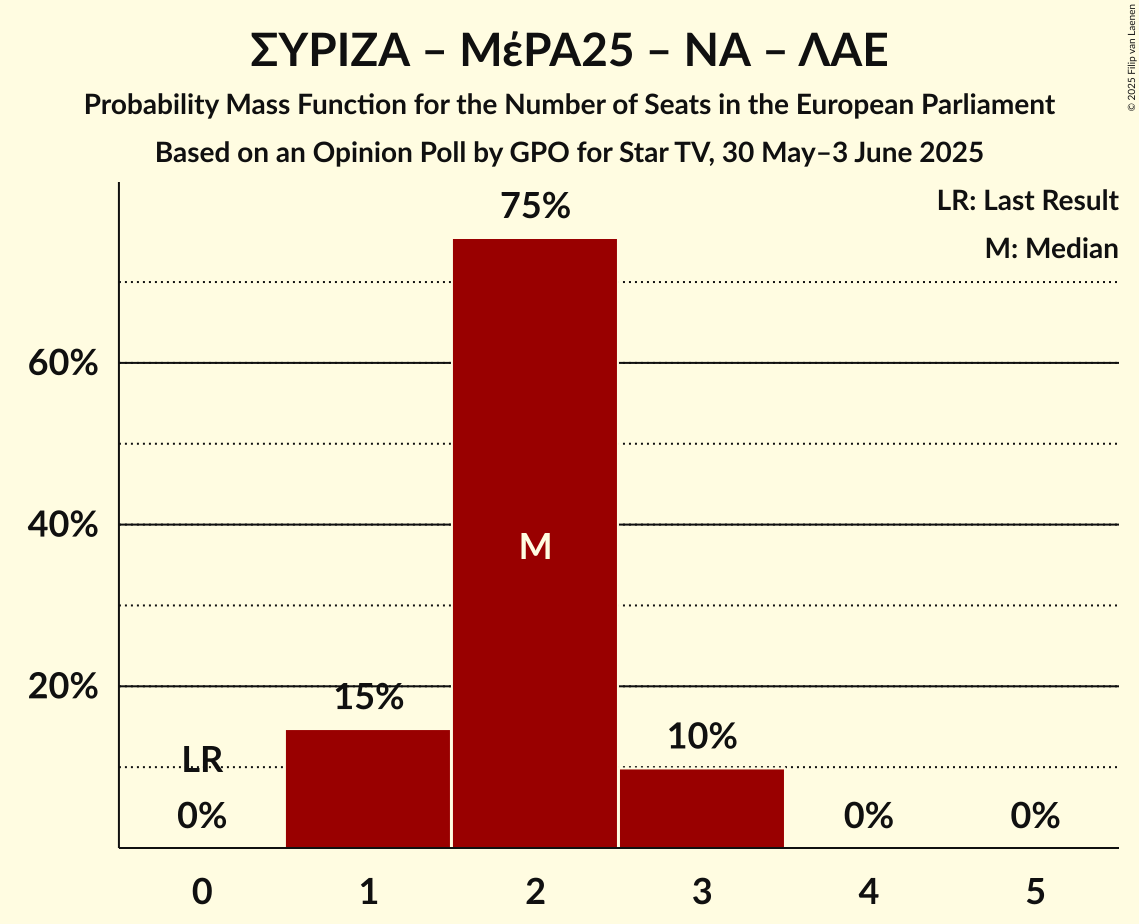 ΣΥΡΙΖΑ – ΜέΡΑ25 – ΝΑ – ΛΑΕ
Probability Mass Function for the Number of Seats in the European Parliament
Based on an Opinion Poll by GPO for Star TV, 30 May–3 June 2025
© 2025 Filip van Laenen
LR: Last Result
M: Median
75%
60%
40%
M
20%
15%
10%
LR
0%
0%
0%
0
1
2
3
4
5